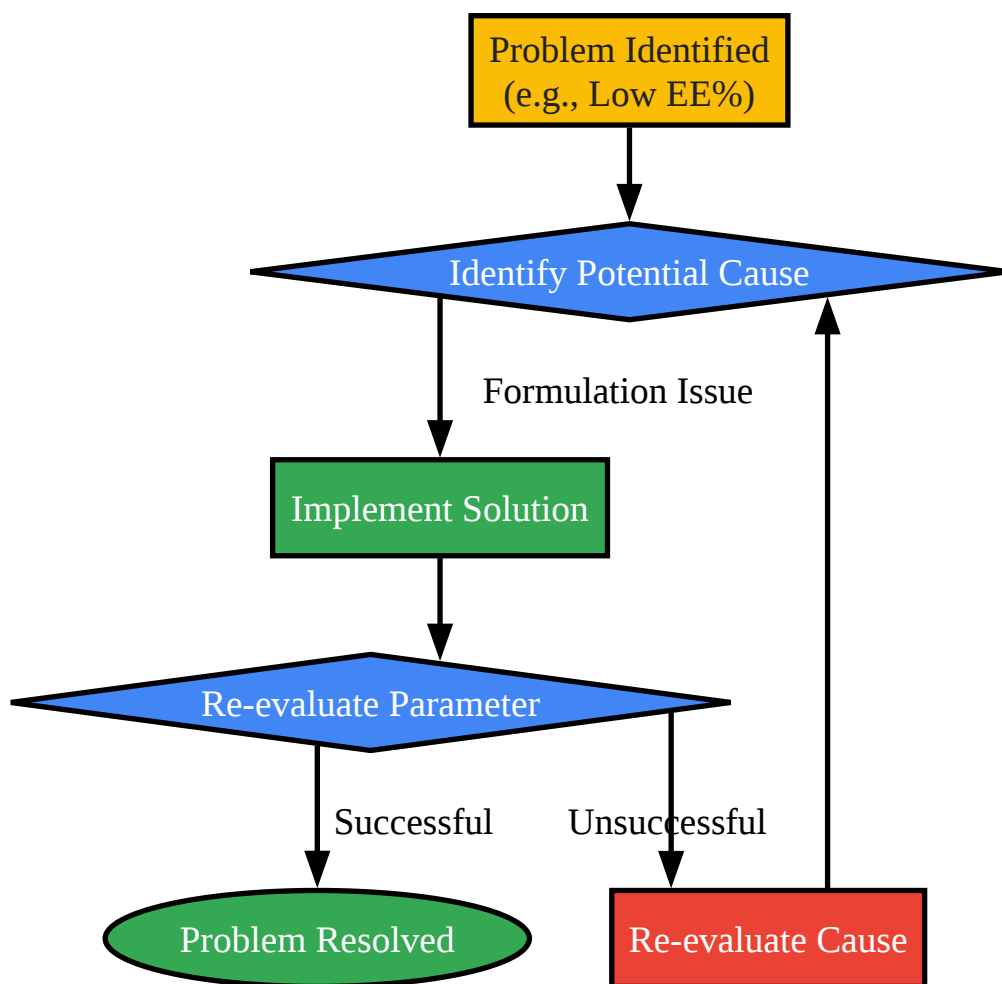 Problem Identified
(e.g., Low EE%)
Identify Potential Cause
Formulation Issue
Implement Solution
Re-evaluate Parameter
Successful
Unsuccessful
Problem Resolved
Re-evaluate Cause